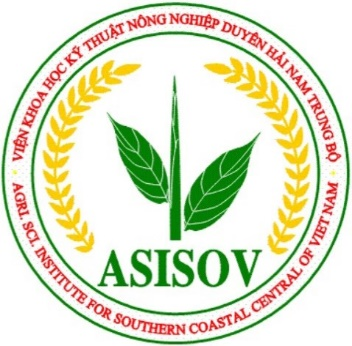 VIỆN KHOA HỌC KỸ THUẬT NÔNG NGHIỆP DUYÊN HẢI NAM TRUNG BỘ
ASISOV
AGRI. SCI. INSTITUTE FOR SOUTHERN COASTAL CENTRAL OF VIET NAM